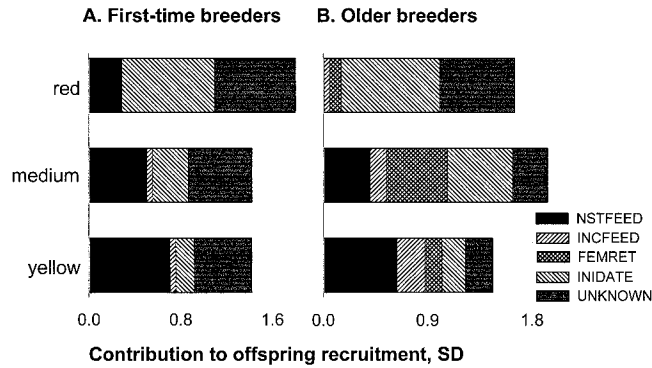 A. First-time breeders
B. Older breeders
red
medium
yellow
NSTFEED
INCFEED
FEMRET
INIDATE
UNKNOWN
0.0 0.8 1.6
0.0 0.9 1.8
Contribution to offspring recruitment, SD